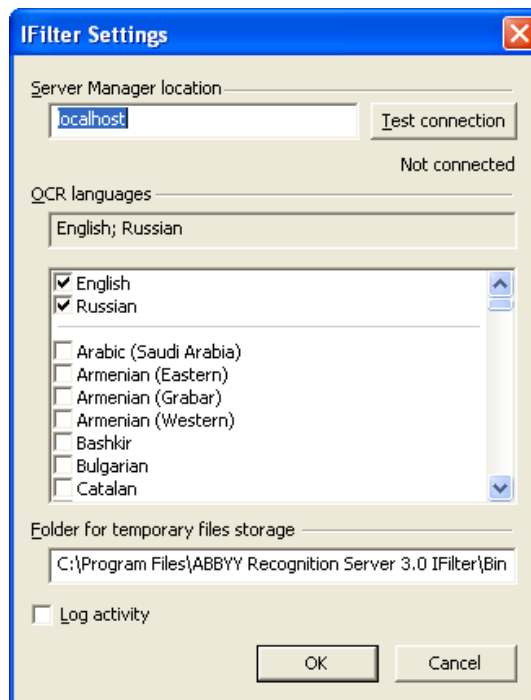 IFilter Settings
Server Manager location
localhost
Test connection
Not connected
OCR languages
English; Russian
English
Russian
Arabic (Saudi Arabia)
Armenian (Eastern)
Armenian (Grabar)
Armenian (Western)
Bashkir
Bulgarian
Catalan
Folder for temporary files storage
C:\Program Files\ABBYY Recognition Server 3.0 IFilter\Bin
Log activity
OK Cancel